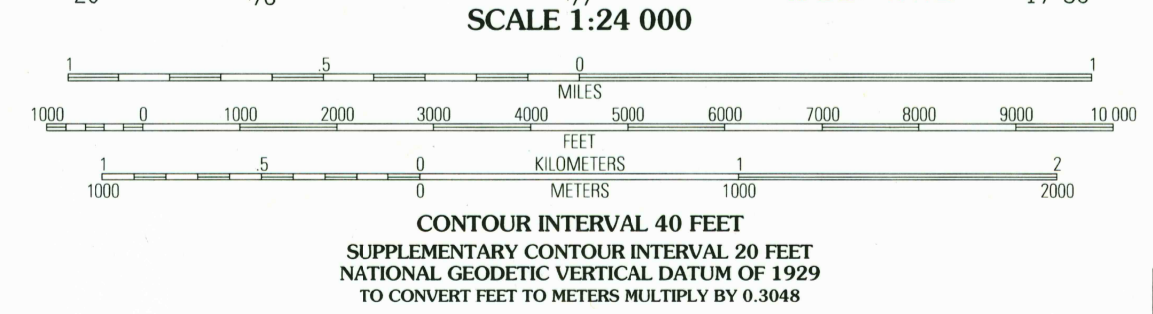 SCALE 1:24 000
1 .5 0 1
MILES
1000 0 1000 2000 3000 4000 5000 6000 7000 8000 9000 10 000
FEET
1 .5 0 KILOMETERS 1 2
1000 0 METERS 1000 2000
CONTOUR INTERVAL 40 FEET
SUPPLEMENTARY CONTOUR INTERVAL 20 FEET
NATIONAL GEODETIC VERTICAL DATUM OF 1929
TO CONVERT FEET TO METERS MULTIPLY BY 0.3048